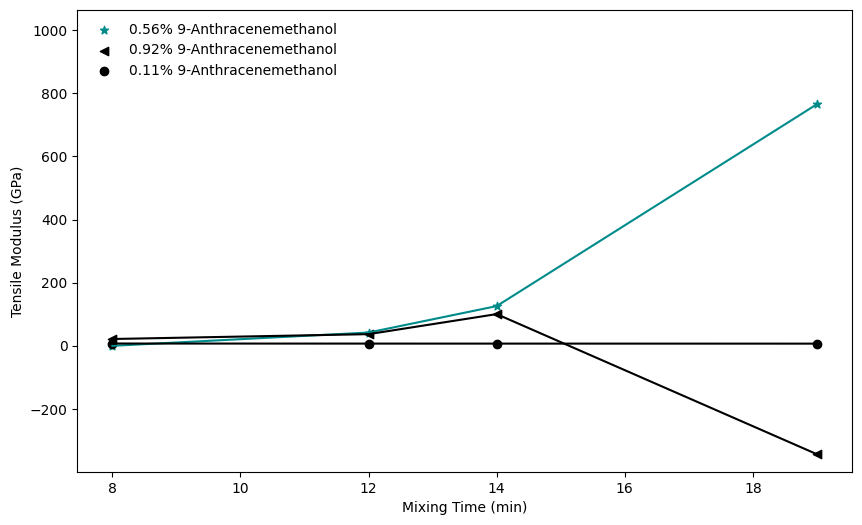 0.56% 9-Anthracenemethanol
0.92% 9-Anthracenemethanol
0.11% 9-Anthracenemethanol
1000
800
600
400
200
0
−200
Tensile Modulus (GPa)
8 10 12 14 16 18
Mixing Time (min)